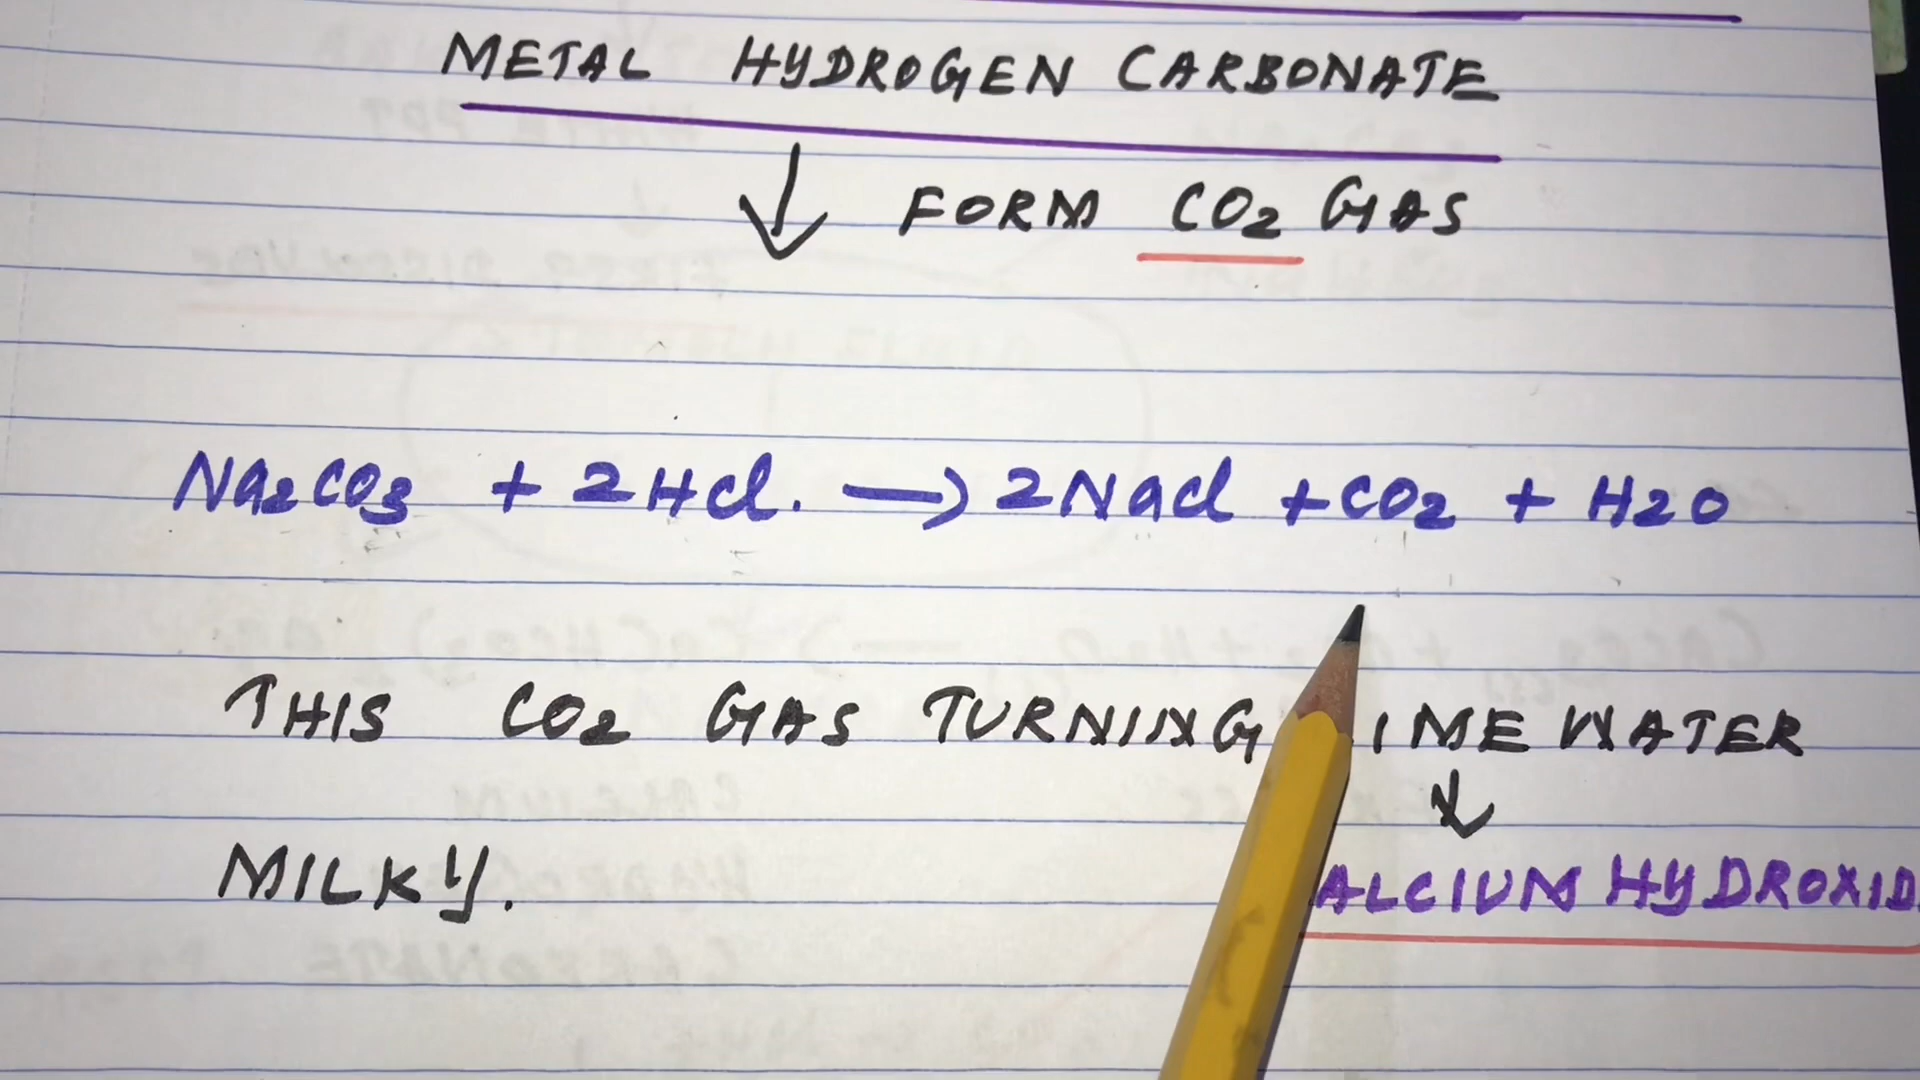 METAL HYDROGEN CARBONATE
FORM CO2 GAS
Na2CO3 + 2HCl. → 2NaCl + CO2 + H2O
THIS CO2 GAS TURNING IME WATER
MILKY.
ALCIUM HYDROXID